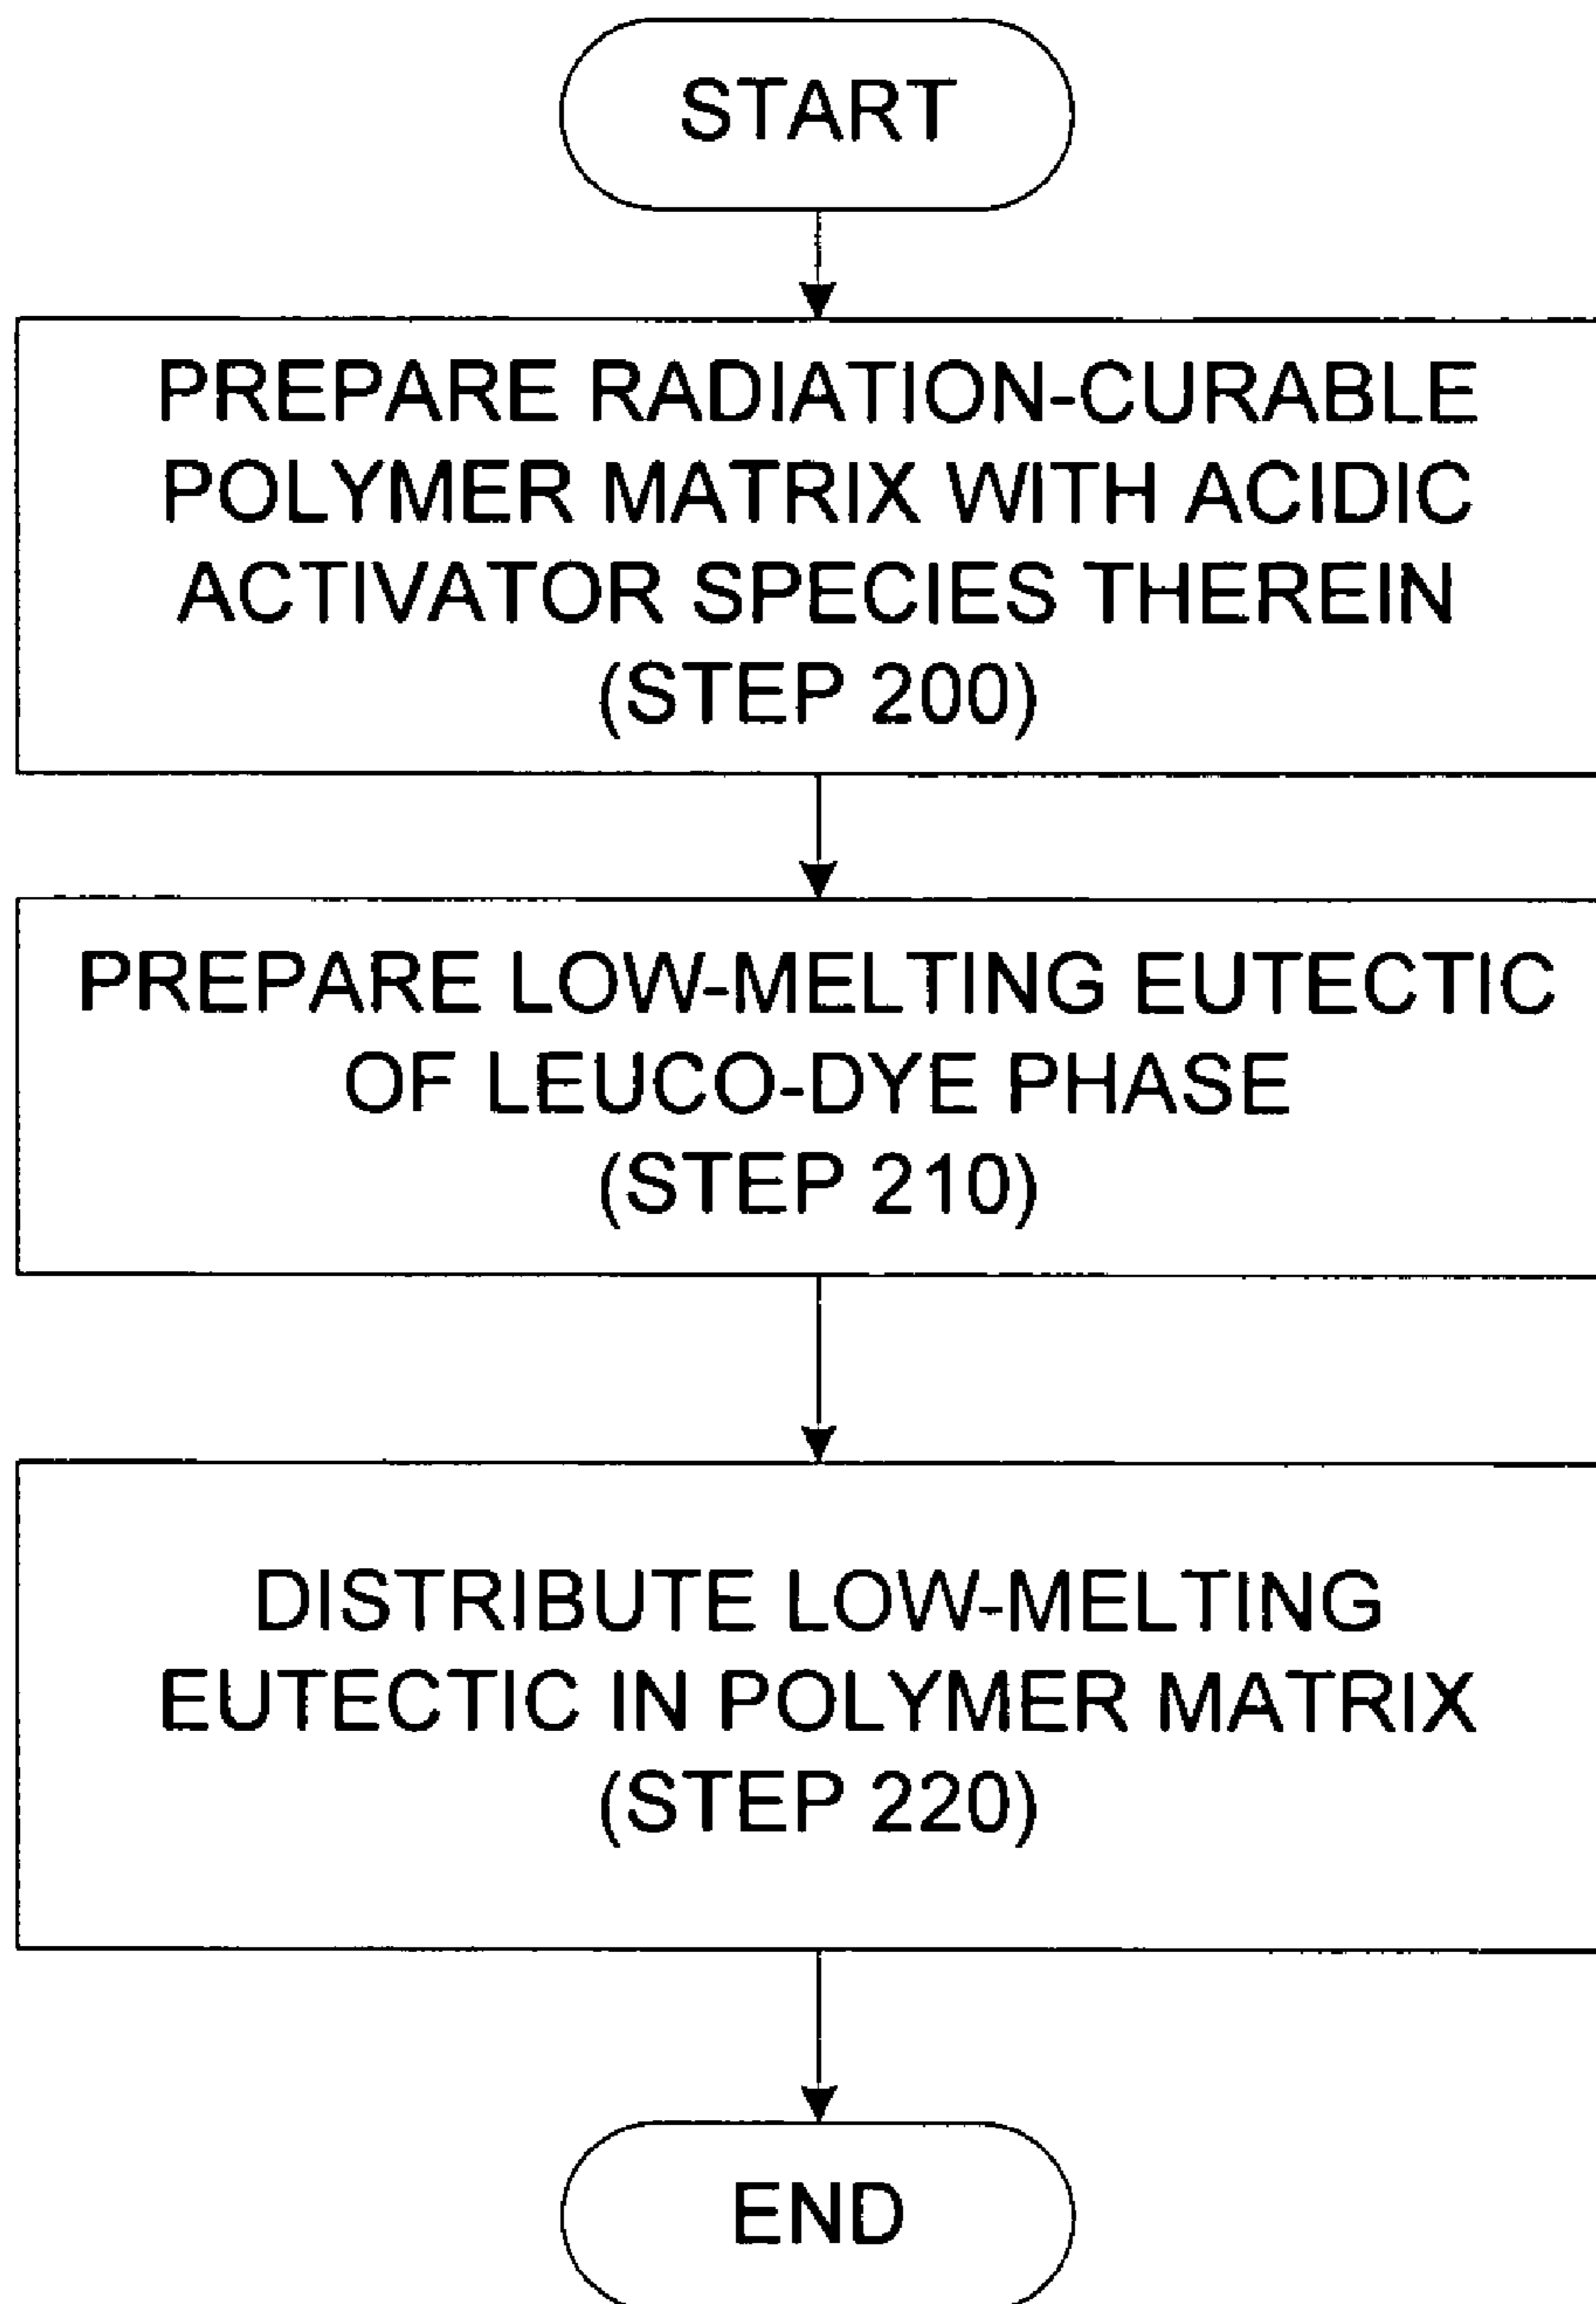 START
PREPARE RADIATION-CURABLE
POLYMER MATRIX WITH ACIDIC
ACTIVATOR SPECIES THEREIN
(STEP 200)
PREPARE LOW-MELTING EUTECTIC
OF LEUCO-DYE PHASE
(STEP 210)
DISTRIBUTE LOW-MELTING
EUTECTIC IN POLYMER MATRIX
(STEP 220)
END